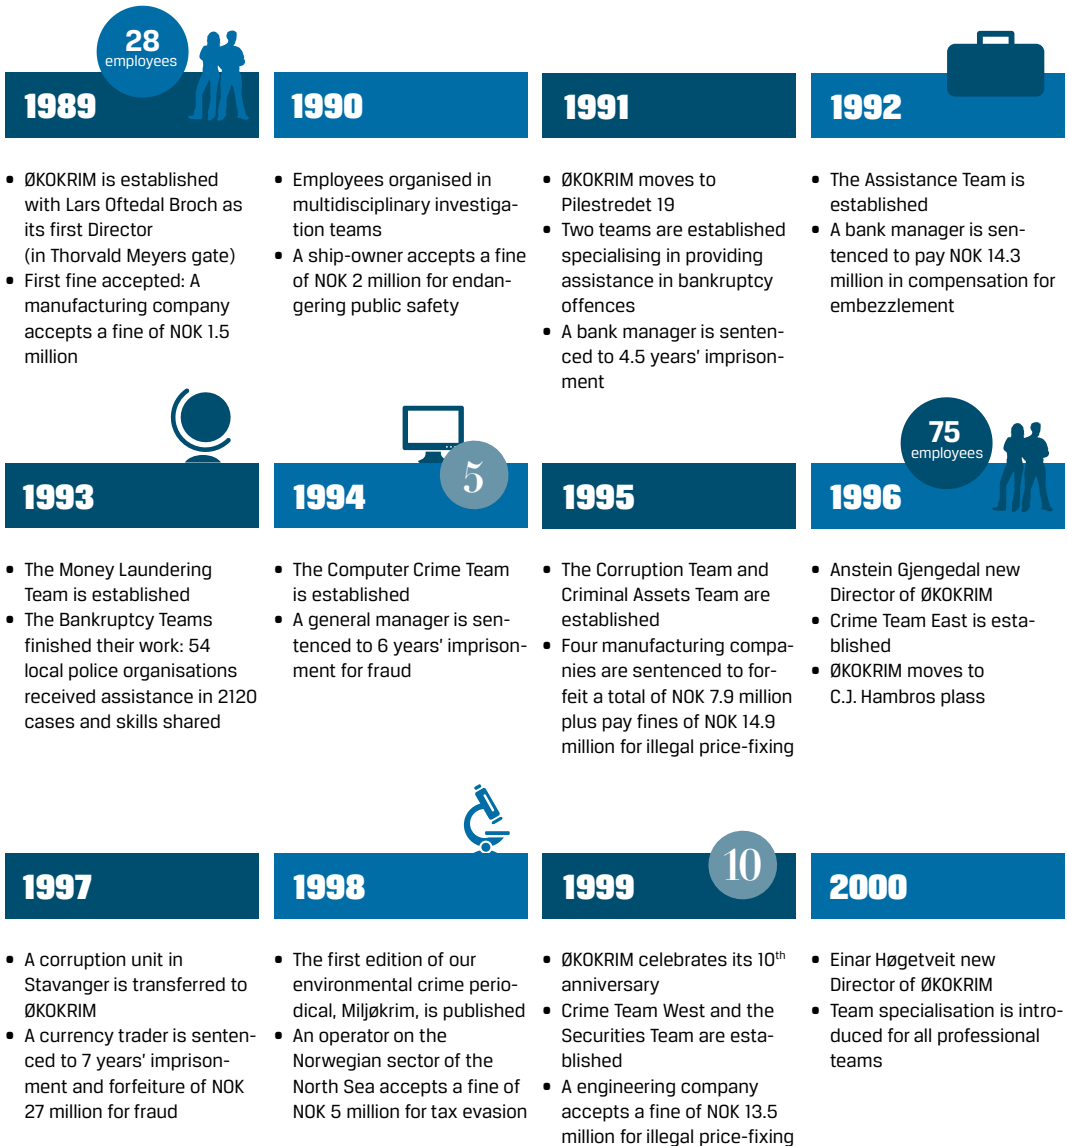 28
employees
1989
• ØKOKRIM is established
with Lars Oftedal Broch as
its first Director
(in Thorvald Meyers gate)
• First fine accepted: A
manufacturing company
accepts a fine of NOK 1.5
million
1990
• Employees organised in
multidisciplinary investiga-
tion teams
• A ship-owner accepts a fine
of NOK 2 million for endan-
gering public safety
1991
• ØKOKRIM moves to
Pilestredet 19
• Two teams are established
specialising in providing
assistance in bankruptcy
offences
• A bank manager is senten-
ced to 4.5 years' imprison-
ment
1992
• The Assistance Team is
established
• A bank manager is sen-
tenced to pay NOK 14.3
million in compensation for
embezzlement
1993
• The Money Laundering
Team is established
• The Bankruptcy Teams
finished their work: 54
local police organisations
received assistance in 2120
cases and skills shared
1994
5
• The Computer Crime Team
is established
• A general manager is sen-
tenced to 6 years' imprison-
ment for fraud
1995
• The Corruption Team and
Criminal Assets Team are
established
• Four manufacturing compa-
nies are sentenced to for-
feit a total of NOK 7.9 million
plus pay fines of NOK 14.9
million for illegal price-fixing
75
employees
1996
• Anstein Gjengedal new
Director of ØKOKRIM
• Crime Team East is esta-
blished
• ØKOKRIM moves to
C.J. Hambros plass
1997
• A corruption unit in
Stavanger is transferred to
ØKOKRIM
• A currency trader is senten-
ced to 7 years' imprison-
ment and forfeiture of NOK
27 million for fraud
1998
• The first edition of our
environmental crime perio-
dical, Miljøkrim, is published
• An operator on the
Norwegian sector of the
North Sea accepts a fine of
NOK 5 million for tax evasion
1999
10
• ØKOKRIM celebrates its 10th
anniversary
• Crime Team West and the
Securities Team are esta-
blished
• A engineering company
accepts a fine of NOK 13.5
million for illegal price-fixing
2000
• Einar Høgetveit new
Director of ØKOKRIM
• Team specialisation is intro-
duced for all professional
teams